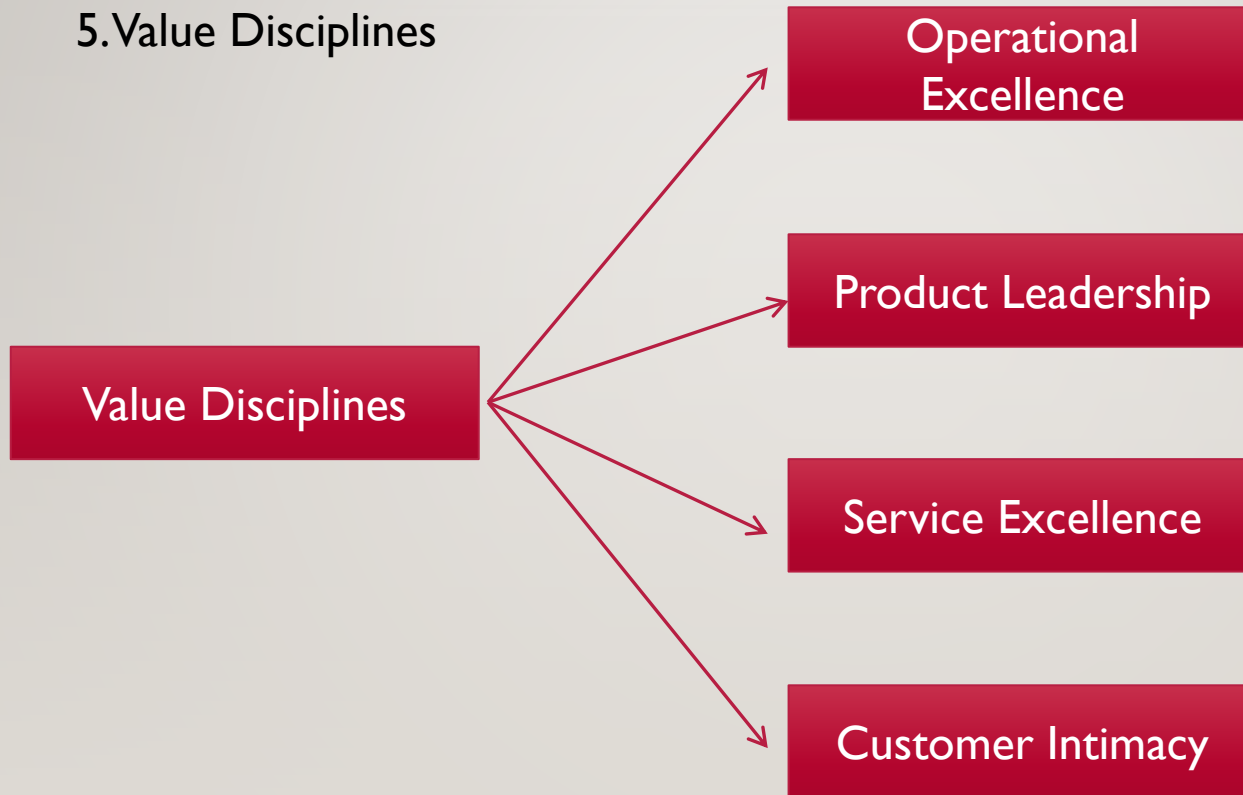 5. Value Disciplines
Operational
Excellence
Product Leadership
Value Disciplines
Service Excellence
Customer Intimacy